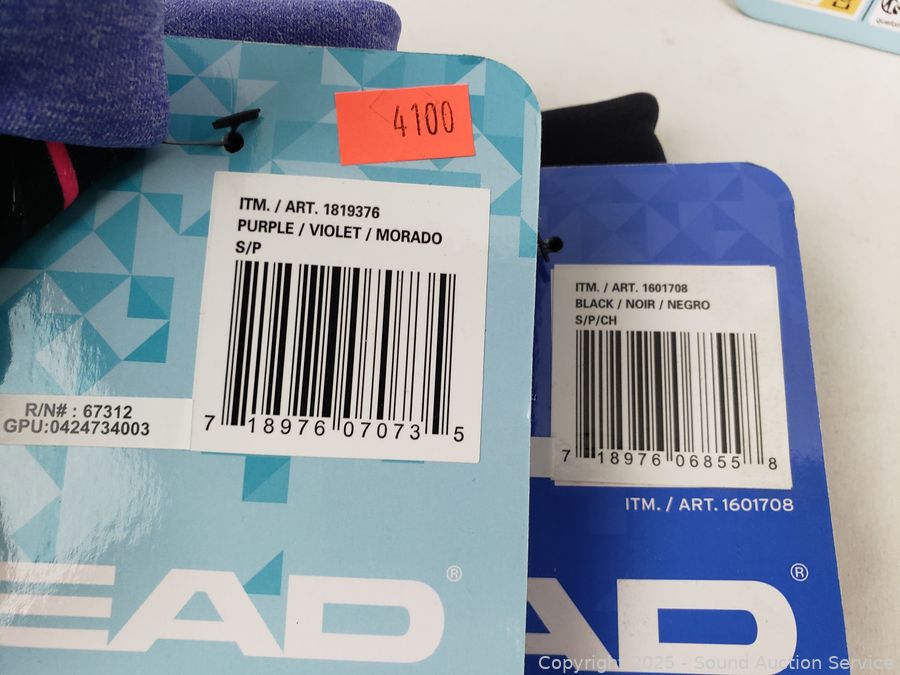 4100
ITM. / ART. 1819376
PURPLE / VIOLET / MORADO
S/P
7 18976 07073 5
R/N# : 67312
GPU:0424734003
EAD®
ITM. / ART. 1601708
BLACK / NOIR / NEGRO
S/P/CH
7 18976 06855 8
ITM. / ART. 1601708
AD®
Copyright 2025 - Sound Auction Service